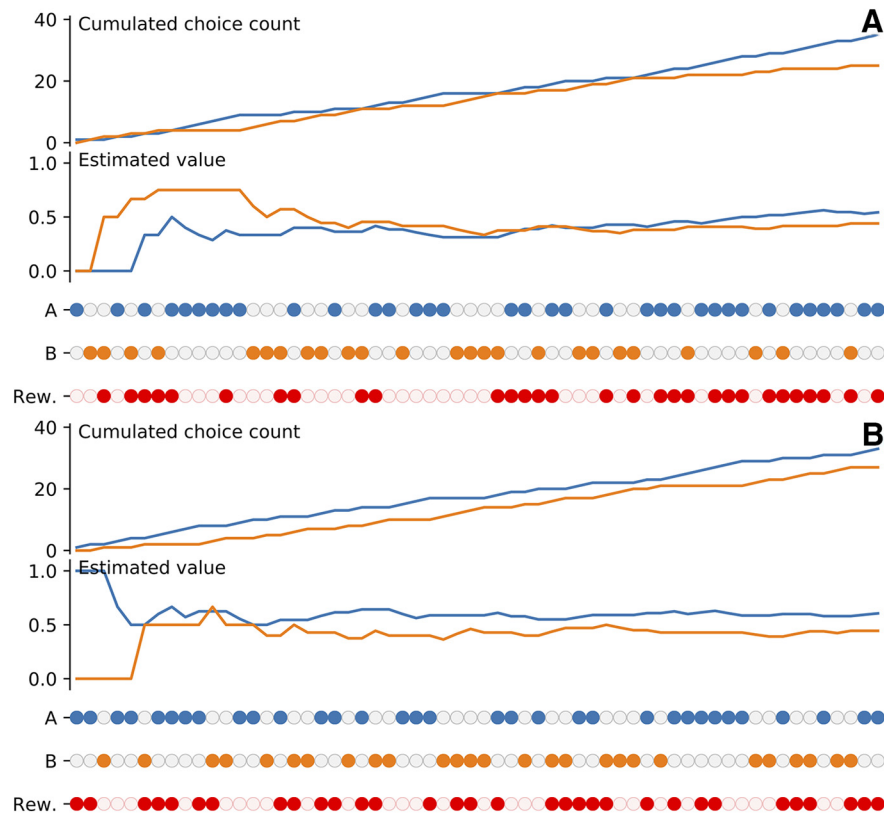 A
40
Cumulated choice count
20
0
1.0
Estimated value
0.5
0.0
A
B
Rew.
B
40
Cumulated choice count
20
0
1.0
Estimated value
0.5
0.0
A
B
Rew.